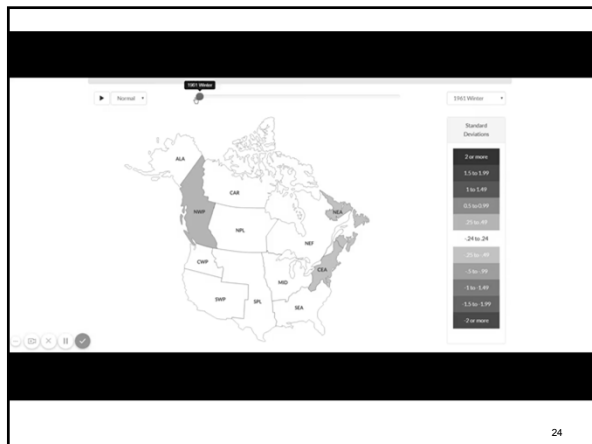 1961 Winter
Normal
1961 Winter
Standard
Deviations
2 or more
1.5 to 1.99
1 to 1.49
0.5 to 0.99
.25 to .49
-.24 to .24
-.25 to -.49
-.5 to -.99
-1 to -1.49
-1.5 to -1.99
-2 or more
ALA
CAR
NWP
NEA
NPL
NEF
CWP
CEA
MID
SWP
SPL
SEA
24